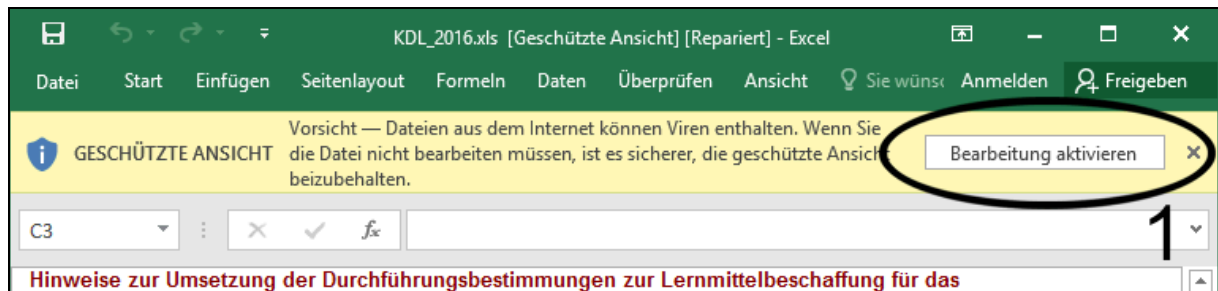 KDL_2016.xls [Geschützte Ansicht] [Repariert] - Excel
Datei Start Einfügen Seitenlayout Formeln Daten Überprüfen Ansicht Sie wüns Anmelden Freigeben
GESCHÜTZTE ANSICHT
Vorsicht — Dateien aus dem Internet können Viren enthalten. Wenn Sie
die Datei nicht bearbeiten müssen, ist es sicherer, die geschützte Ansicht
beizubehalten.
Bearbeitung aktivieren
1
C3 fx
Hinweise zur Umsetzung der Durchführungsbestimmungen zur Lernmittelbeschaffung für das